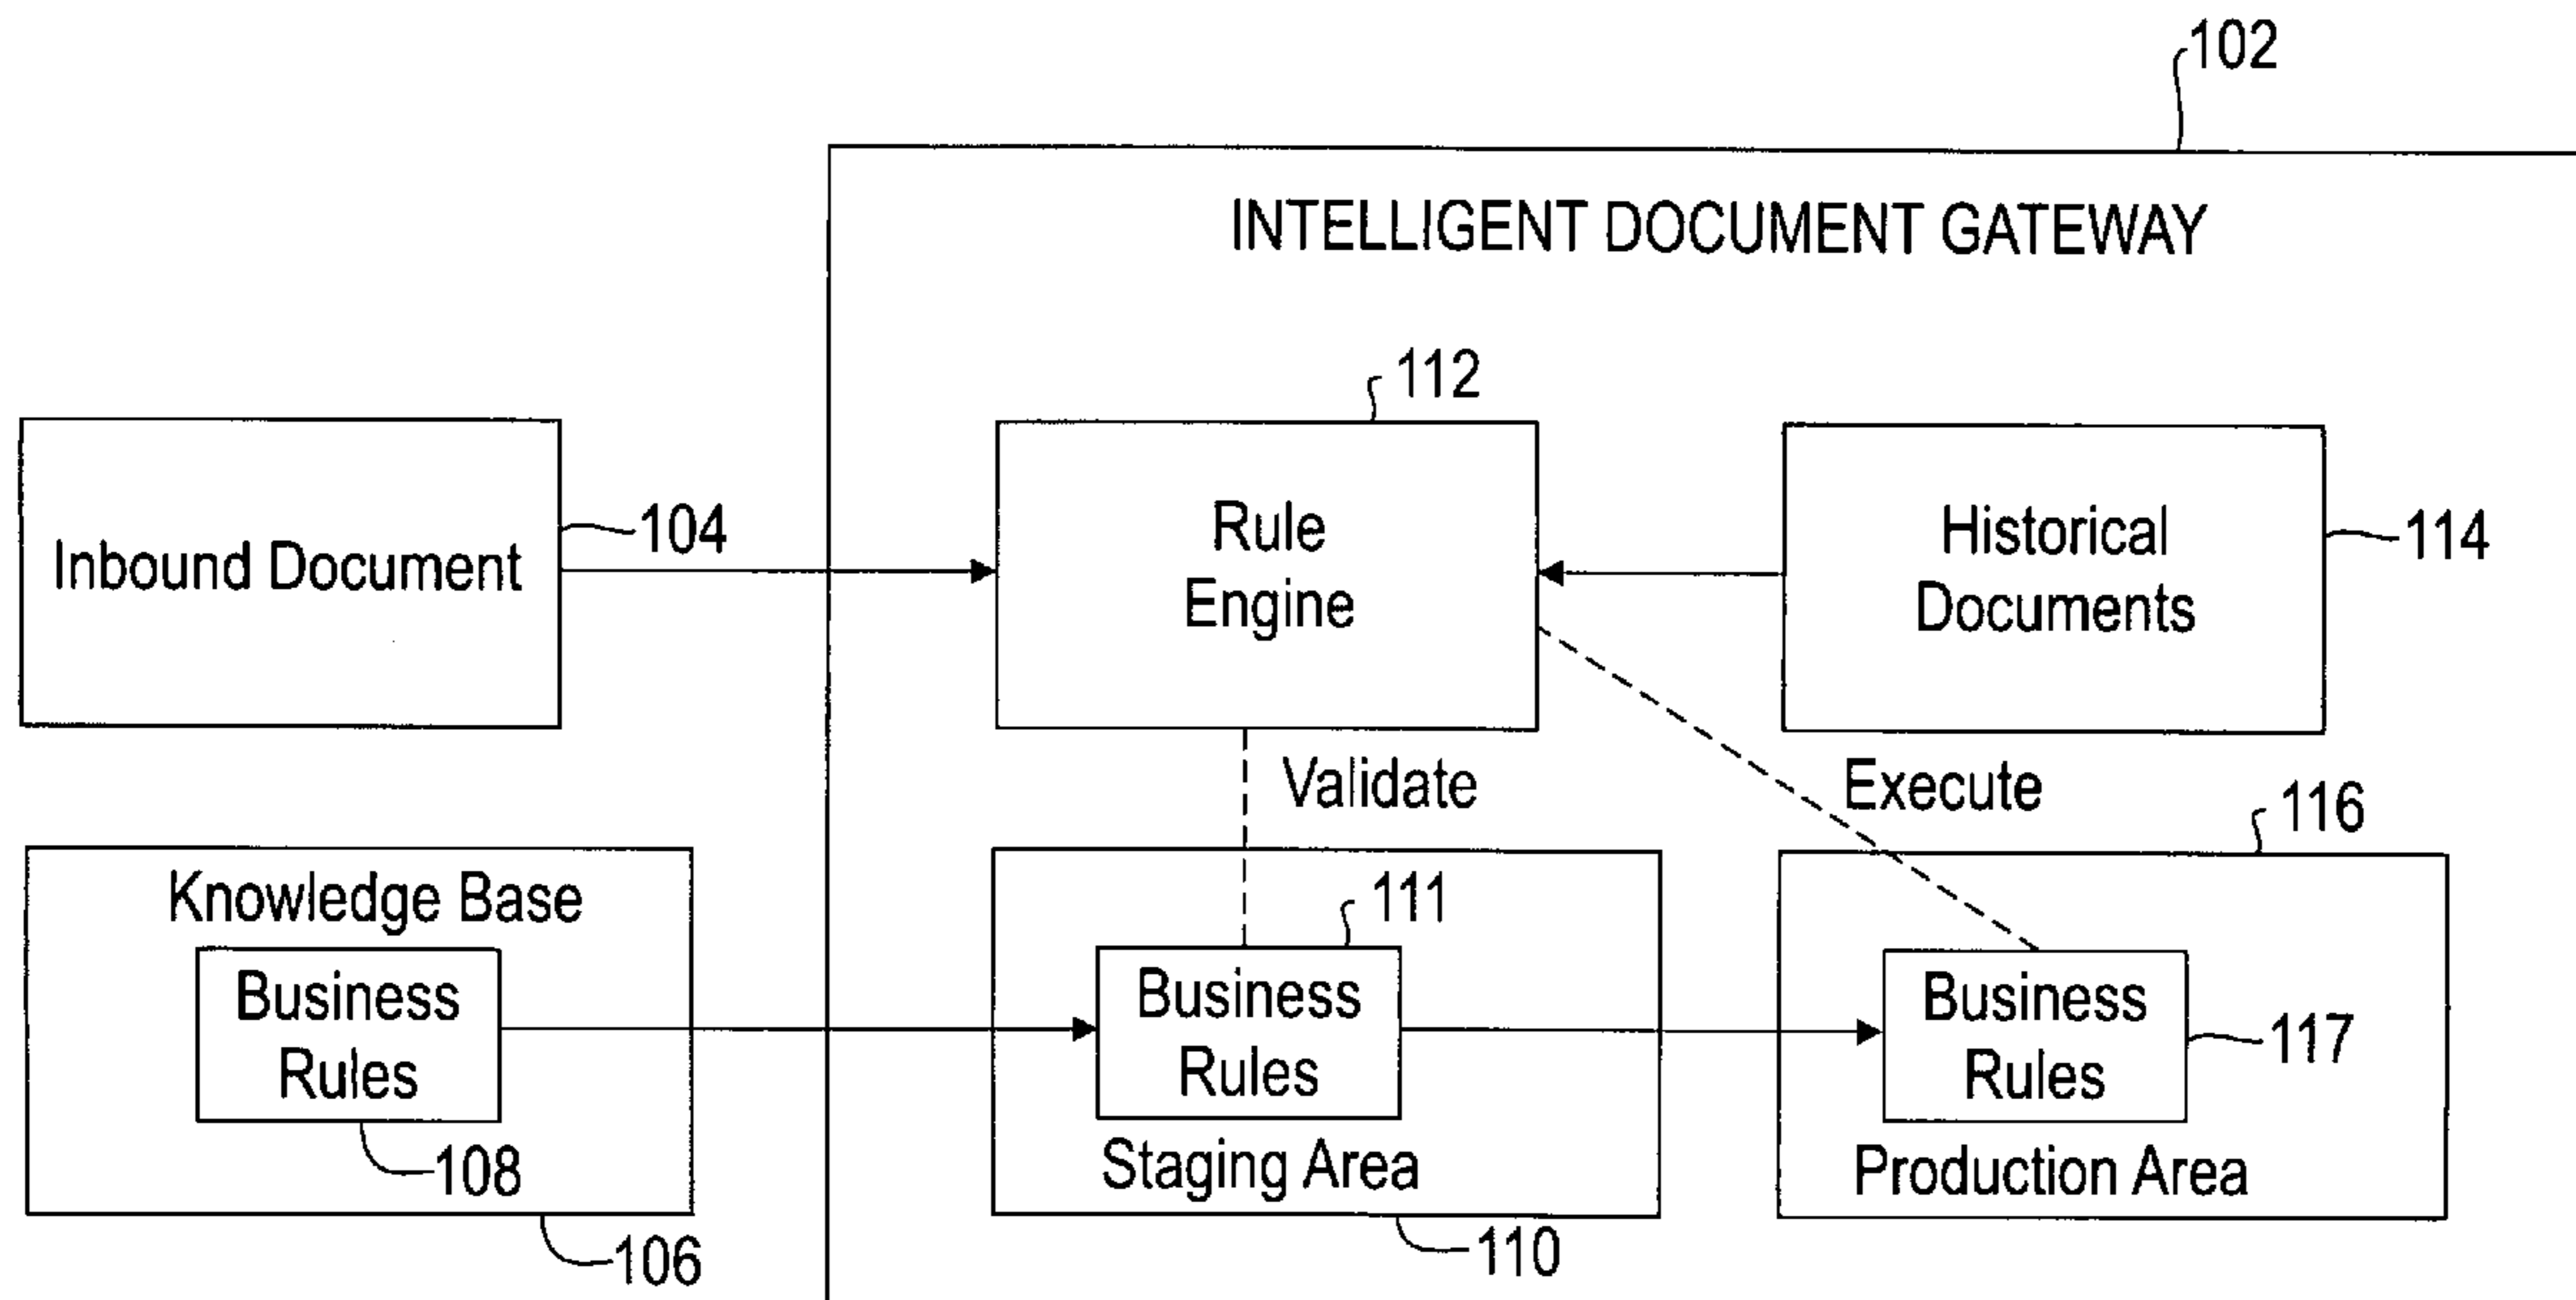 102
INTELLIGENT DOCUMENT GATEWAY
112
Inbound Document
104
Rule
Engine
Historical
Documents
114
Validate
Execute
116
Knowledge Base
Business
Rules
108
106
111
Business
Rules
Staging Area
110
Business
Rules
117
Production Area